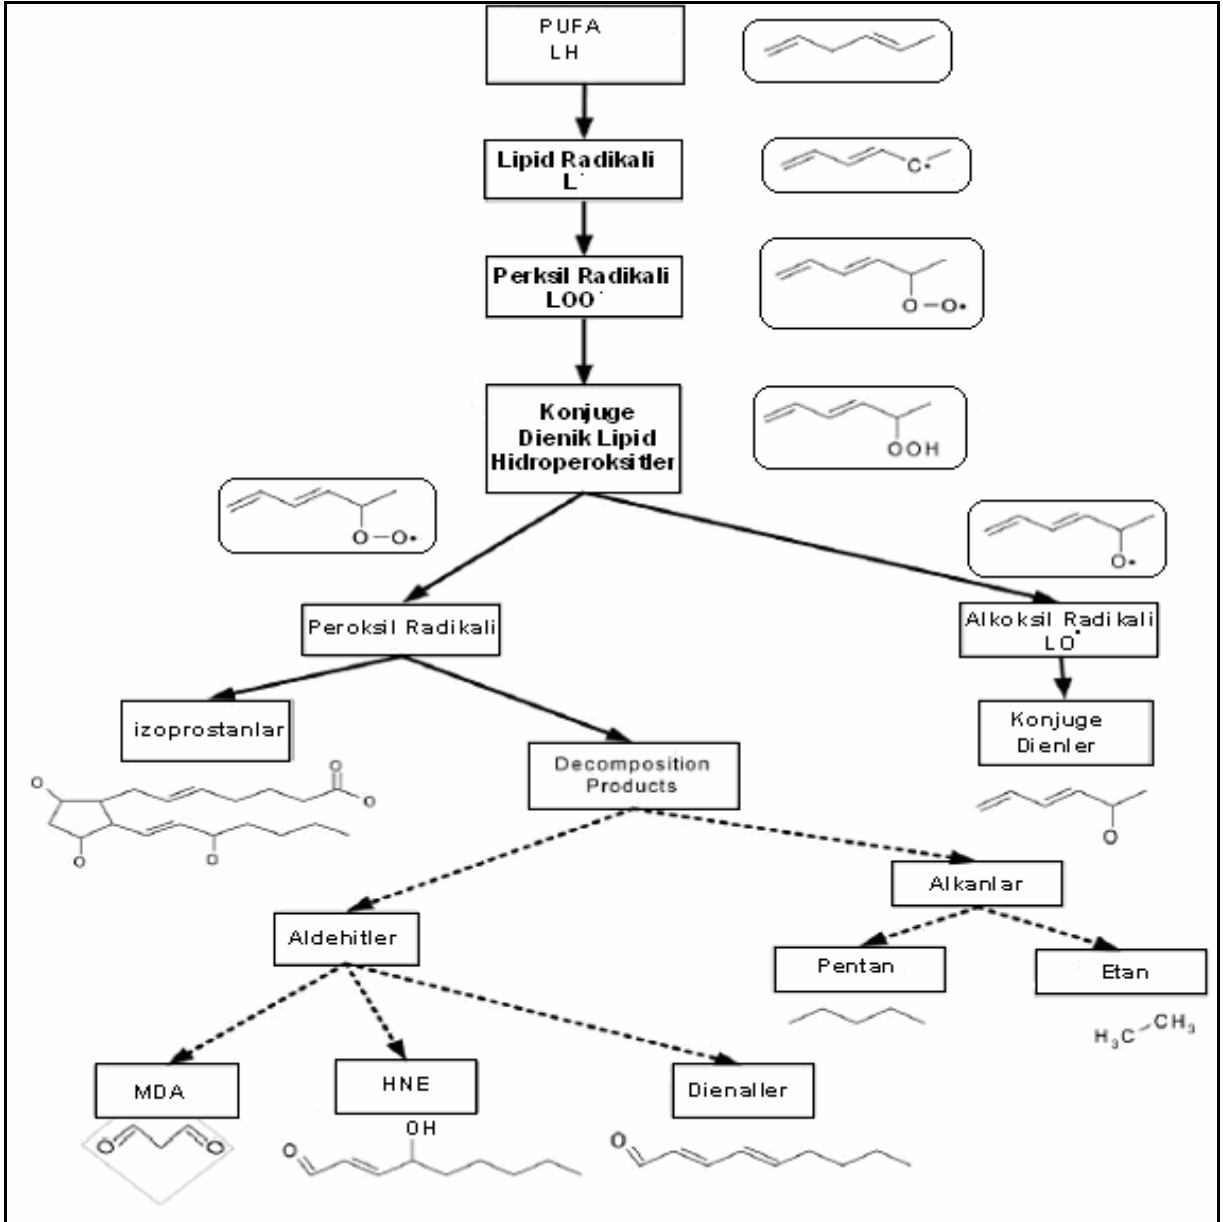 PUFA
LH
Lipid Radikali
L·
C•
Perksil Radikali
LOO·
O-O•
Konjuge
Dienik Lipid
Hidroperoksitler
OOH
O-O•
O•
Peroksil Radikali
Alkoksil Radikali
LO•
izoprostanlar
Konjuge
Dienler
Decomposition
Products
O
O
O
O
O
O
Alkanlar
Aldehitler
Pentan
Etan
H₃C-CH₃
MDA
HNE
Dienaller
O
O
OH
O
O